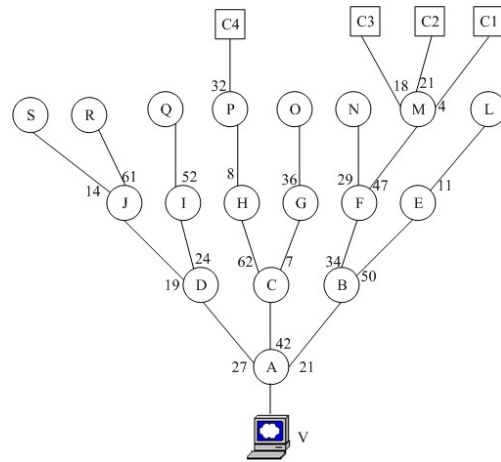 C4 C3 C2 C1
32 18 21 4
S R Q P O N M L
14 61 52 8 36 29 47 11
J I H G F E
19 24 62 7 34 50
D C B
27 42 21
A
V